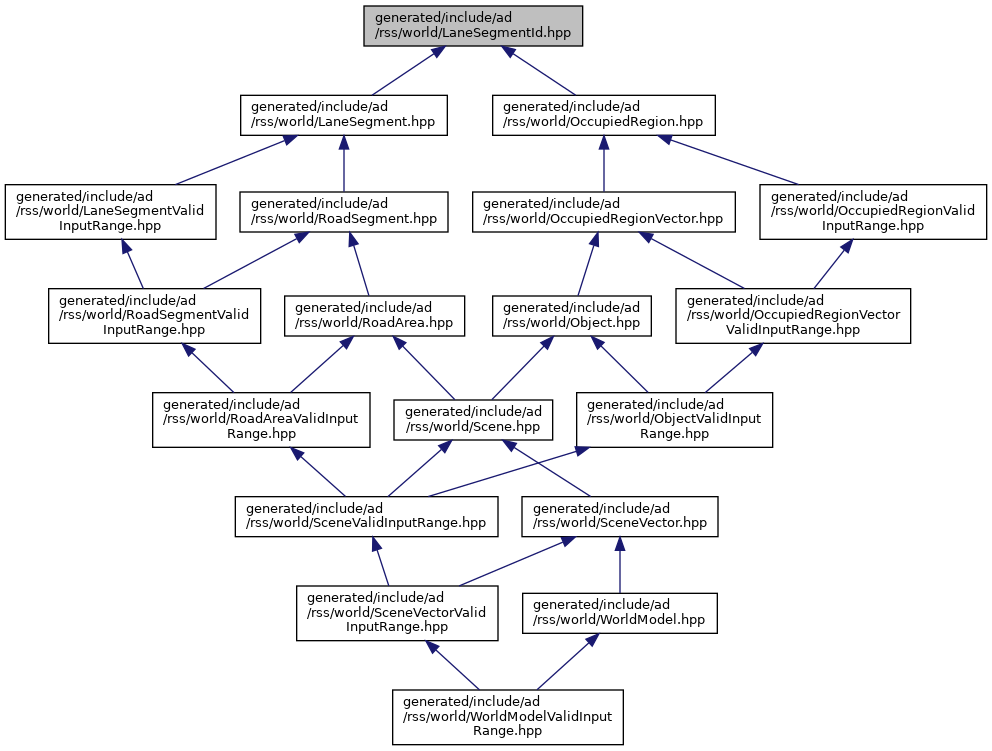 generated/include/ad
/rss/world/LaneSegmentId.hpp
generated/include/ad
/rss/world/LaneSegment.hpp
generated/include/ad
/rss/world/OccupiedRegion.hpp
generated/include/ad
/rss/world/LaneSegmentValid
InputRange.hpp
generated/include/ad
/rss/world/RoadSegment.hpp
generated/include/ad
/rss/world/OccupiedRegionVector.hpp
generated/include/ad
/rss/world/OccupiedRegionValid
InputRange.hpp
generated/include/ad
/rss/world/RoadSegmentValid
InputRange.hpp
generated/include/ad
/rss/world/RoadArea.hpp
generated/include/ad
/rss/world/Object.hpp
generated/include/ad
/rss/world/OccupiedRegionVector
ValidInputRange.hpp
generated/include/ad
/rss/world/RoadAreaValidInput
Range.hpp
generated/include/ad
/rss/world/Scene.hpp
generated/include/ad
/rss/world/ObjectValidInput
Range.hpp
generated/include/ad
/rss/world/SceneValidInputRange.hpp
generated/include/ad
/rss/world/SceneVector.hpp
generated/include/ad
/rss/world/SceneVectorValid
InputRange.hpp
generated/include/ad
/rss/world/WorldModel.hpp
generated/include/ad
/rss/world/WorldModelValidInput
Range.hpp